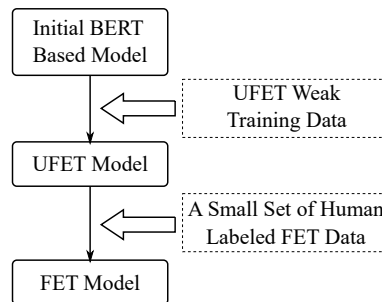 Initial BERT
Based Model
UFET Weak
Training Data
UFET Model
A Small Set of Human
Labeled FET Data
FET Model